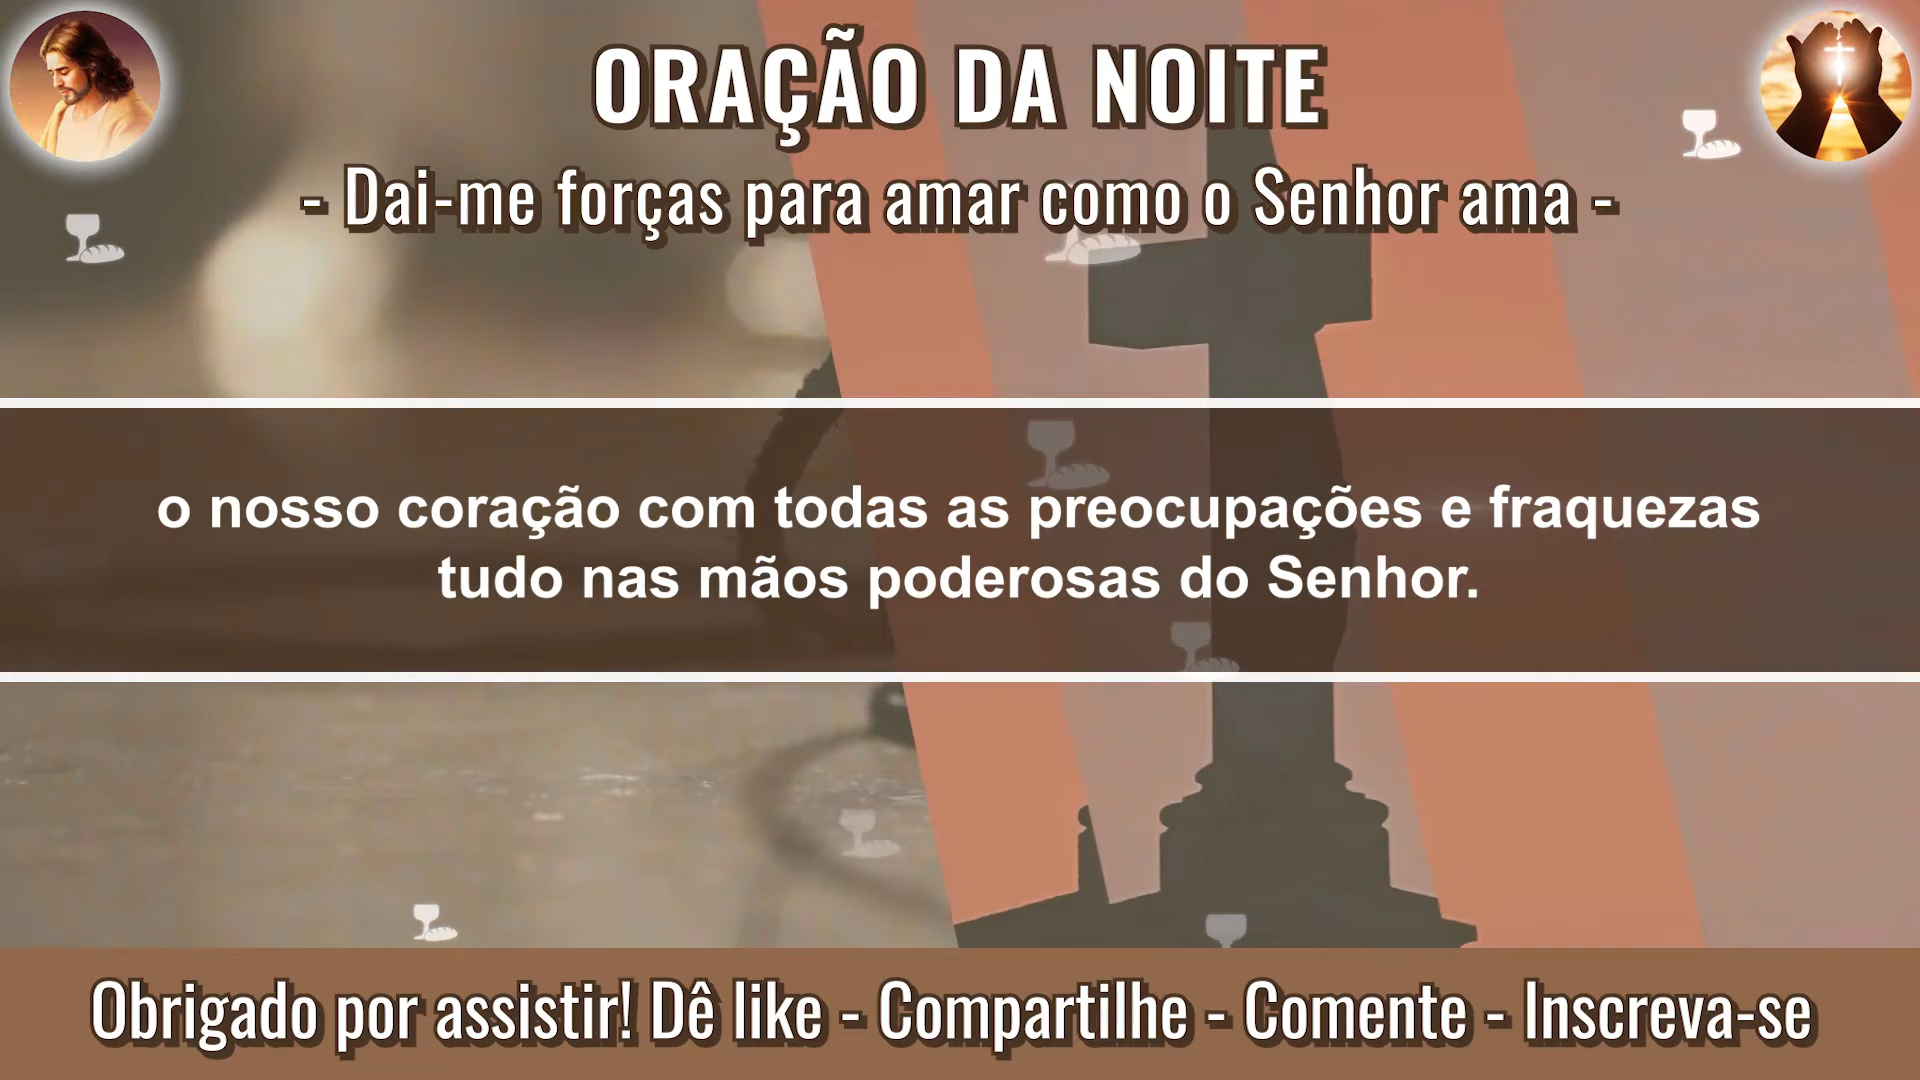 ORAÇÃO DA NOITE
- Dai-me forças para amar como o Senhor ama -
o nosso coração com todas as preocupações e fraquezas
tudo nas mãos poderosas do Senhor.
Obrigado por assistir! Dê like - Compartilhe - Comente - Inscreva-se